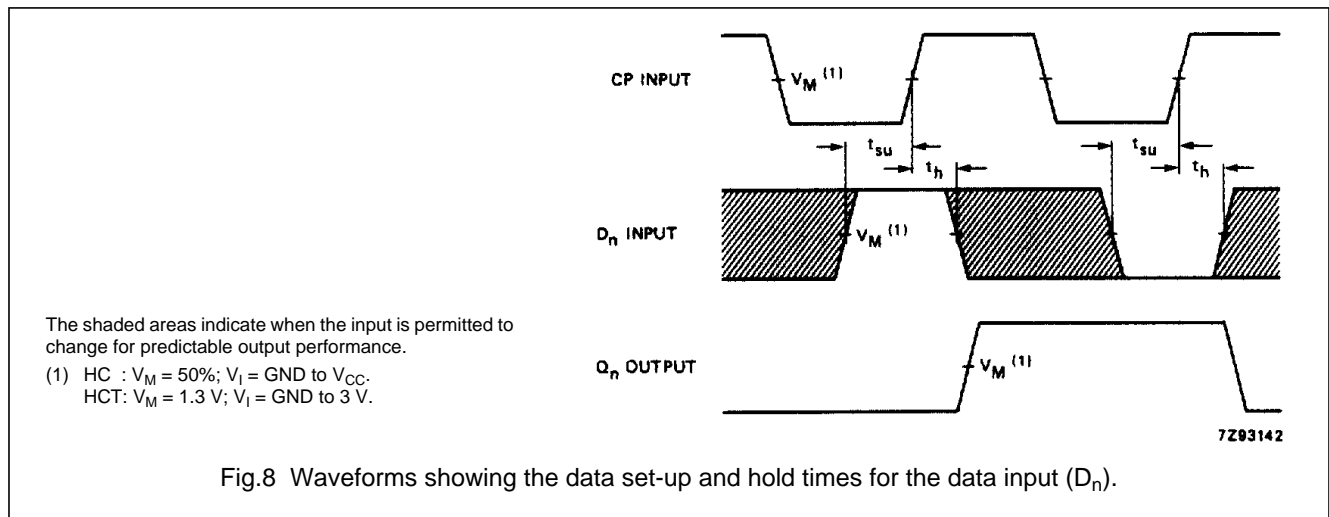 CP INPUT
V_M (1)
t_su
t_h
t_su
t_h
D_n INPUT
V_M (1)
The shaded areas indicate when the input is permitted to
change for predictable output performance.
(1) HC : V_M = 50%; V_I = GND to V_CC.
HCT: V_M = 1.3 V; V_I = GND to 3 V.
Q_n OUTPUT
V_M (1)
7Z93142
Fig.8 Waveforms showing the data set-up and hold times for the data input (D_n).